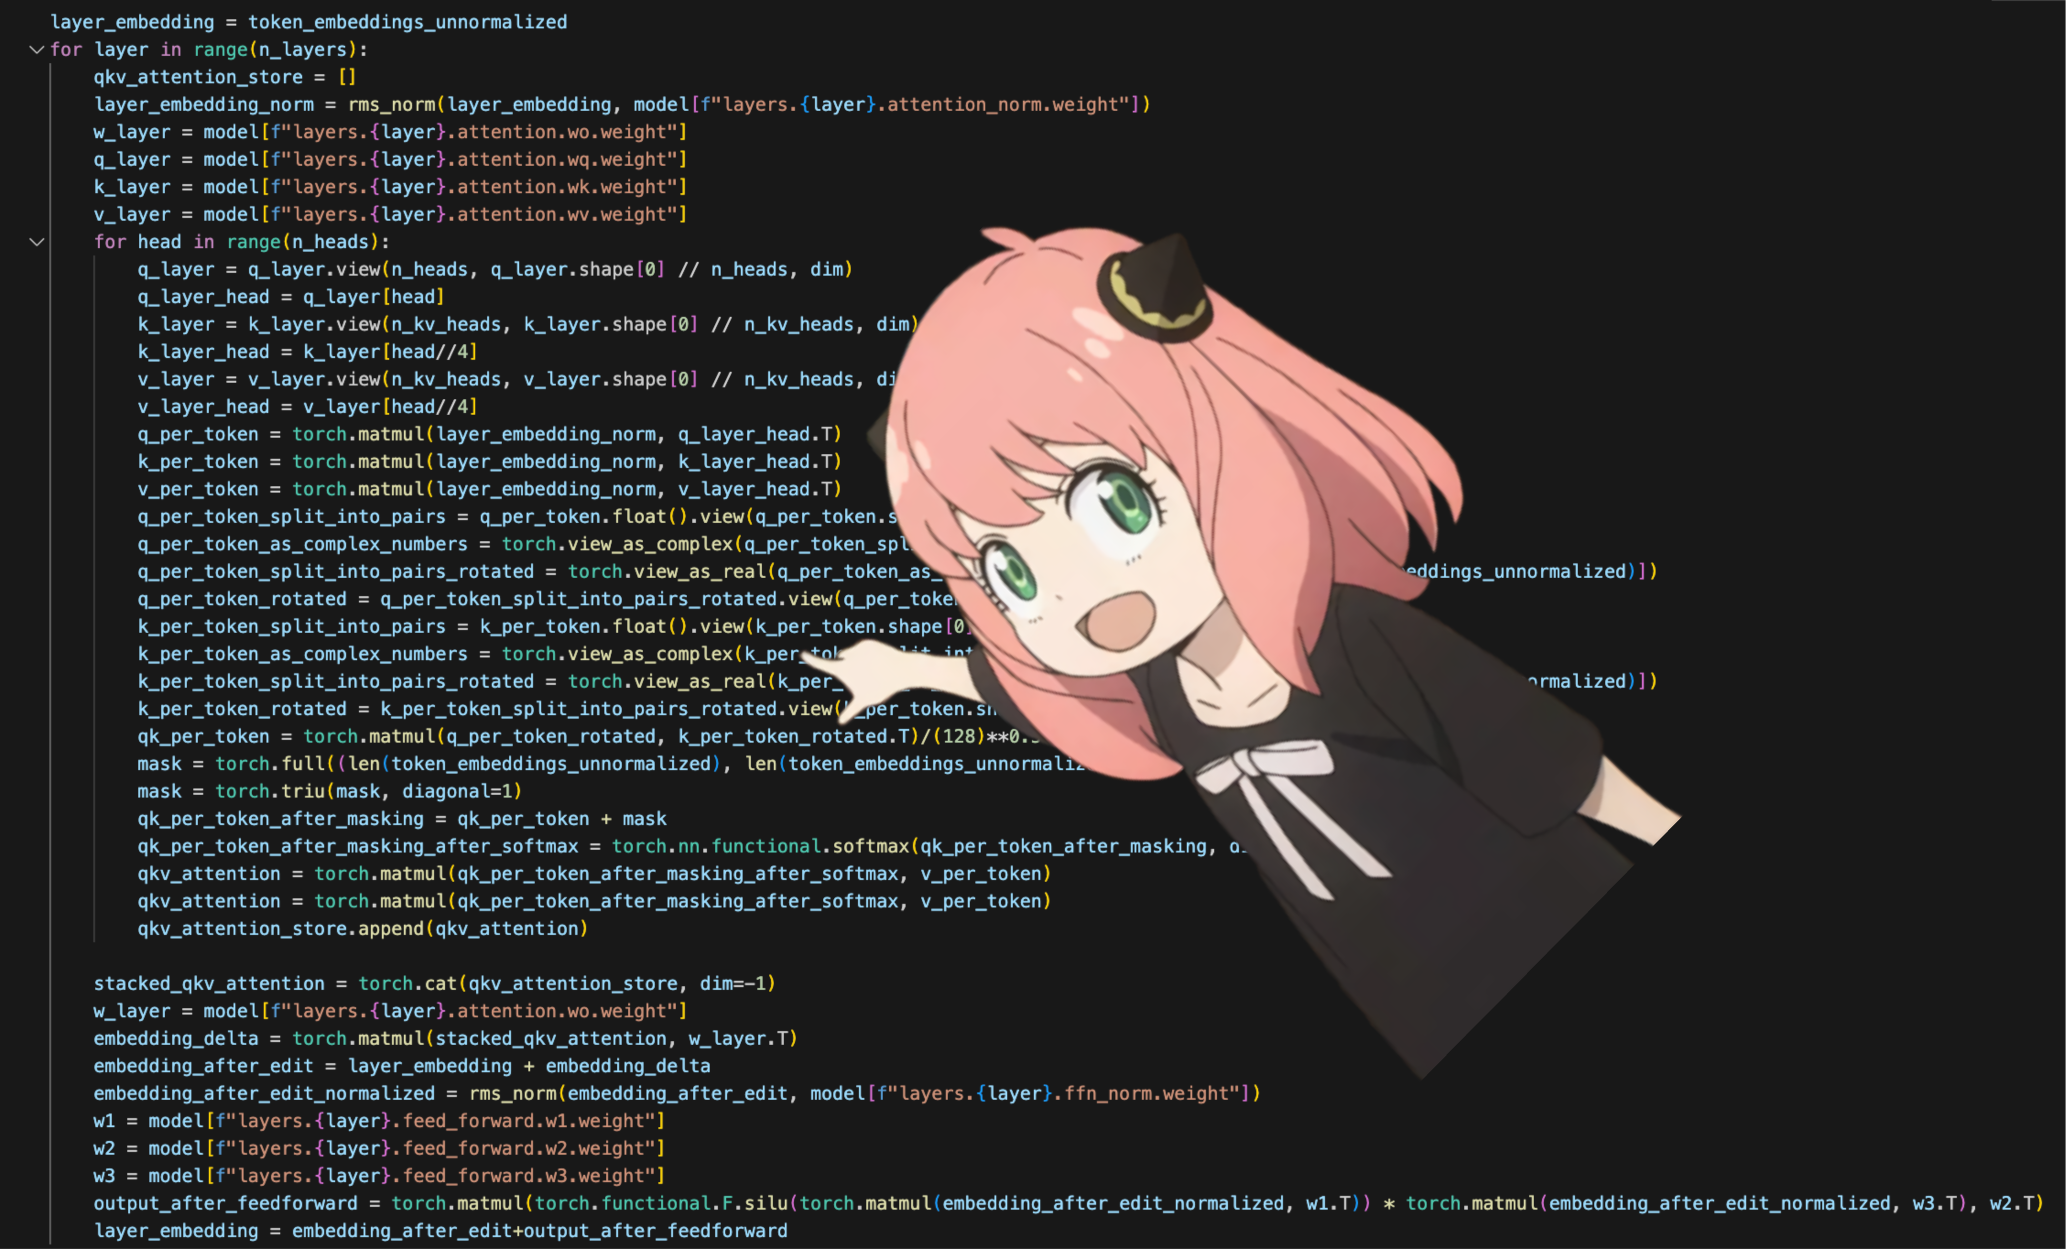 layer_embedding = token_embeddings_unnormalized
for layer in range(n_layers):
qkv_attention_store = []
layer_embedding_norm = rms_norm(layer_embedding, model[f"layers.{layer}.attention_norm.weight"])
w_layer = model[f"layers.{layer}.attention.wo.weight"]
q_layer = model[f"layers.{layer}.attention.wq.weight"]
k_layer = model[f"layers.{layer}.attention.wk.weight"]
v_layer = model[f"layers.{layer}.attention.wv.weight"]
for head in range(n_heads):
q_layer = q_layer.view(n_heads, q_layer.shape[0] // n_heads, dim)
q_layer_head = q_layer[head]
k_layer = k_layer.view(n_kv_heads, k_layer.shape[0] // n_kv_heads, dim)
k_layer_head = k_layer[head//4]
v_layer = v_layer.view(n_kv_heads, v_layer.shape[0] // n_kv_heads,
v_layer_head = v_layer[head//4]
q_per_token = torch.matmul(layer_embedding_norm, q_layer_head.T)
k_per_token = torch.matmul(layer_embedding_norm, k_layer_head.T)
v_per_token = torch.matmul(layer_embedding_norm, v_layer_head.T)
q_per_token_split_into_pairs = q_per_token.float().view(q_per_token.s
q_per_token_as_complex_numbers = torch.view_as_complex(q_per_token_spl
q_per_token_split_into_pairs_rotated = torch.view_as_real(q_per_token_as_ eddings_unnormalized)])
q_per_token_rotated = q_per_token_split_into_pairs_rotated.view(q_per_toke
k_per_token_split_into_pairs = k_per_token.float().view(k_per_token.shape[0]
k_per_token_as_complex_numbers = torch.view_as_complex(k_per_
k_per_token_split_into_pairs_rotated = torch.view_as_real(k_per_ ormalized)])
k_per_token_rotated = k_per_token_split_into_pairs_rotated.view(k_per_token.sh
qk_per_token = torch.matmul(q_per_token_rotated, k_per_token_rotated.T)/(128)**0.
mask = torch.full((len(token_embeddings_unnormalized), len(token_embeddings_unnormaliz
mask = torch.triu(mask, diagonal=1)
qk_per_token_after_masking = qk_per_token + mask
qk_per_token_after_masking_after_softmax = torch.nn.functional.softmax(qk_per_token_after_masking,
qkv_attention = torch.matmul(qk_per_token_after_masking_after_softmax, v_per_token)
qkv_attention = torch.matmul(qk_per_token_after_masking_after_softmax, v_per_token)
qkv_attention_store.append(qkv_attention)
stacked_qkv_attention = torch.cat(qkv_attention_store, dim=-1)
w_layer = model[f"layers.{layer}.attention.wo.weight"]
embedding_delta = torch.matmul(stacked_qkv_attention, w_layer.T)
embedding_after_edit = layer_embedding + embedding_delta
embedding_after_edit_normalized = rms_norm(embedding_after_edit, model[f"layers.{layer}.ffn_norm.weight"])
w1 = model[f"layers.{layer}.feed_forward.w1.weight"]
w2 = model[f"layers.{layer}.feed_forward.w2.weight"]
w3 = model[f"layers.{layer}.feed_forward.w3.weight"]
output_after_feedforward = torch.matmul(torch.functional.F.silu(torch.matmul(embedding_after_edit_normalized, w1.T)) * torch.matmul(embedding_after_edit_normalized, w3.T), w2.T)
layer_embedding = embedding_after_edit+output_after_feedforward